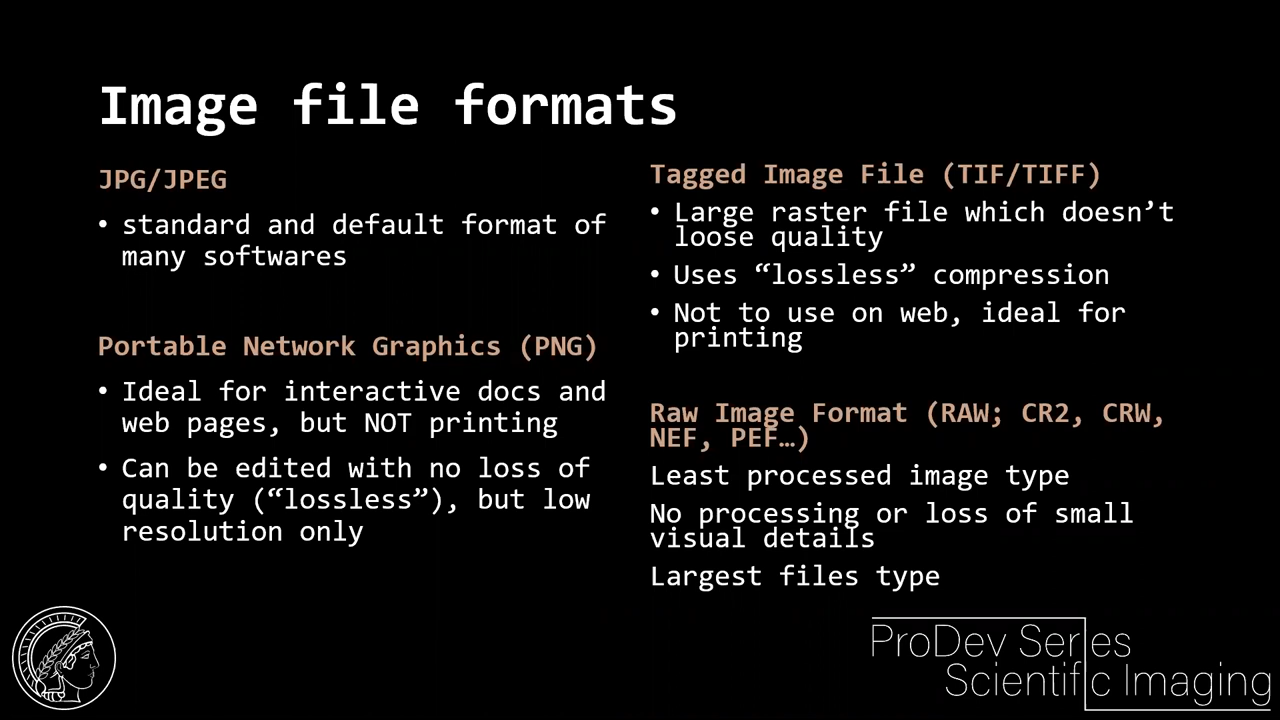 Image file formats
JPG/JPEG
• standard and default format of
many softwares
Portable Network Graphics (PNG)
• Ideal for interactive docs and
web pages, but NOT printing
• Can be edited with no loss of
quality (“lossless”), but low
resolution only
Tagged Image File (TIF/TIFF)
• Large raster file which doesn’t
loose quality
• Uses “lossless” compression
• Not to use on web, ideal for
printing
Raw Image Format (RAW; CR2, CRW,
NEF, PEF…)
Least processed image type
No processing or loss of small
visual details
Largest files type
ProDev Series
Scientific Imaging